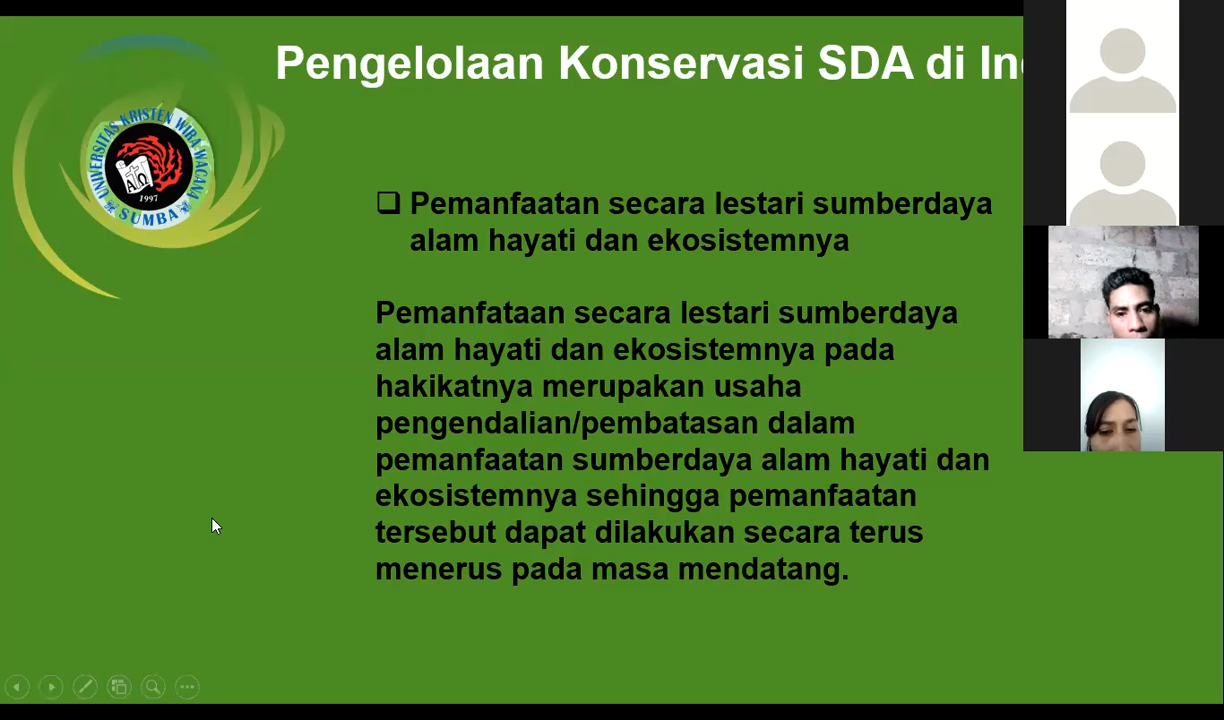 Pengelolaan Konservasi SDA di In
UNIVERSITAS KRISTEN WIRA WACANA
ΑΩ
1997
SUMBA
❑ Pemanfaatan secara lestari sumberdaya
alam hayati dan ekosistemnya
Pemanfataan secara lestari sumberdaya
alam hayati dan ekosistemnya pada
hakikatnya merupakan usaha
pengendalian/pembatasan dalam
pemanfaatan sumberdaya alam hayati dan
ekosistemnya sehingga pemanfaatan
tersebut dapat dilakukan secara terus
menerus pada masa mendatang.